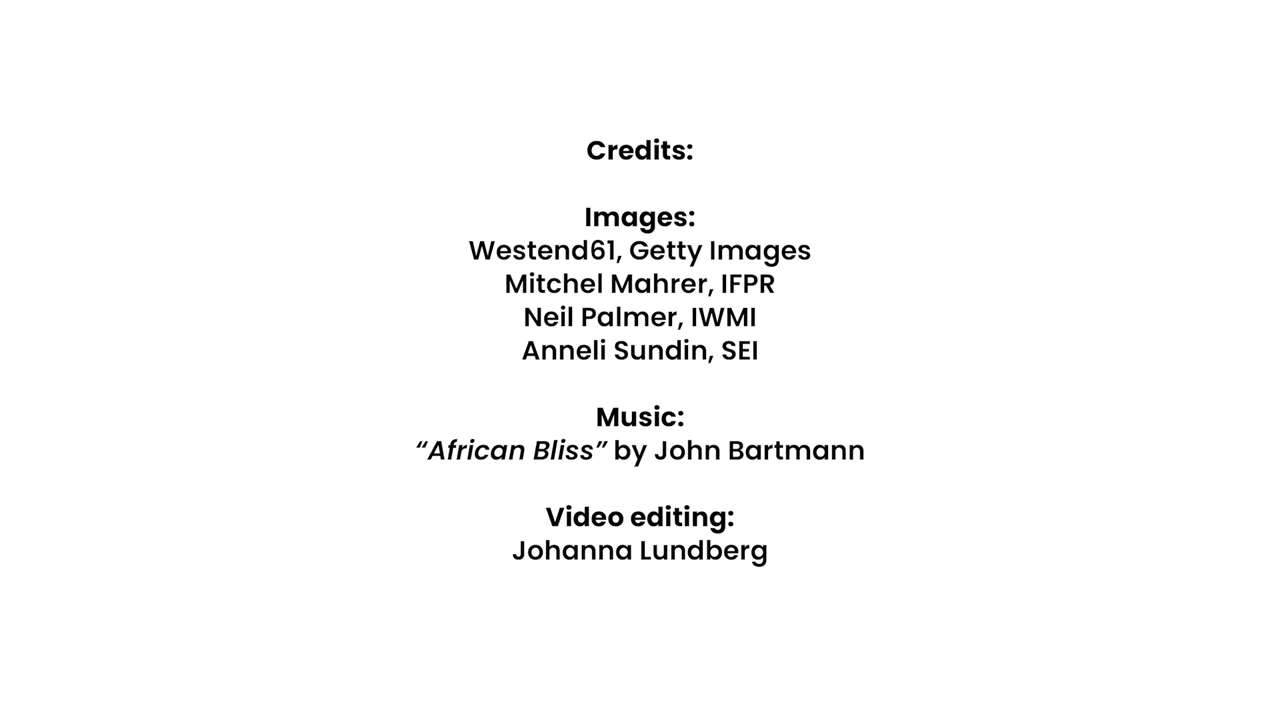 Credits:
Images:
Westend61, Getty Images
Mitchel Mahrer, IFPR
Neil Palmer, IWMI
Anneli Sundin, SEI
Music:
“African Bliss” by John Bartmann
Video editing:
Johanna Lundberg